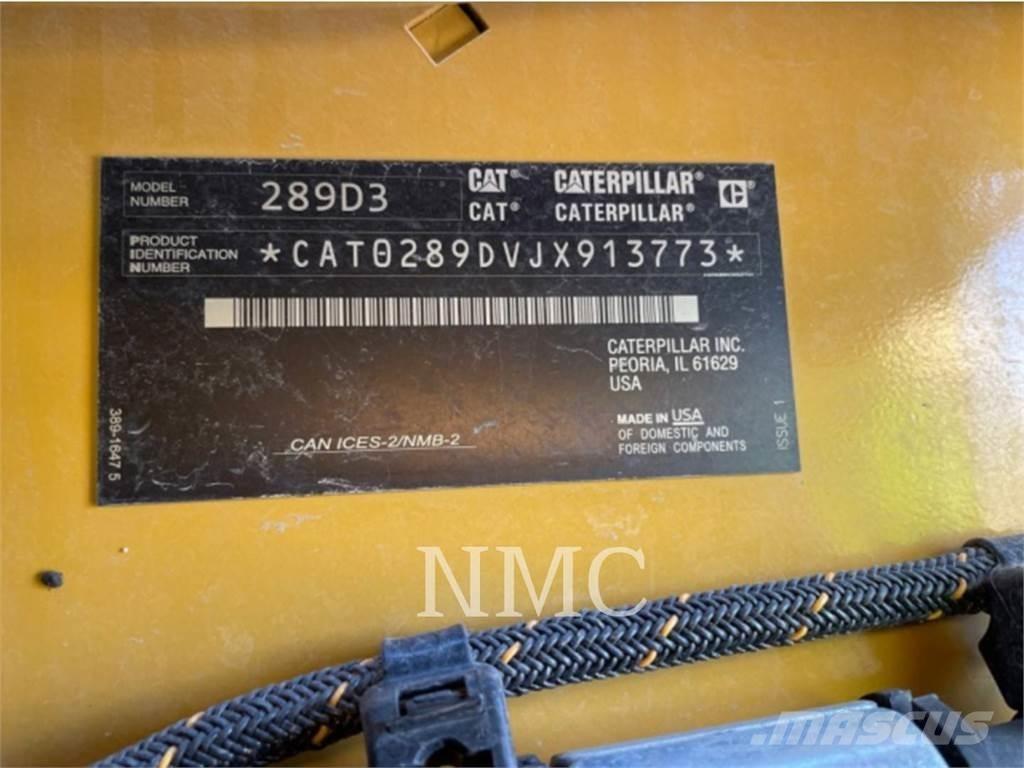 MODEL
NUMBER
289D3
CAT® CATERPILLAR® C®
CAT® CATERPILLAR®
PRODUCT
IDENTIFICATION
NUMBER
*CAT0289DVJX913773*
CATERPILLAR INC.
PEORIA, IL 61629
USA
MADE IN USA
OF DOMESTIC AND
FOREIGN COMPONENTS
CAN ICES-2/NMB-2
389-1647 5
ISSUE 1
NMC
MASCUS